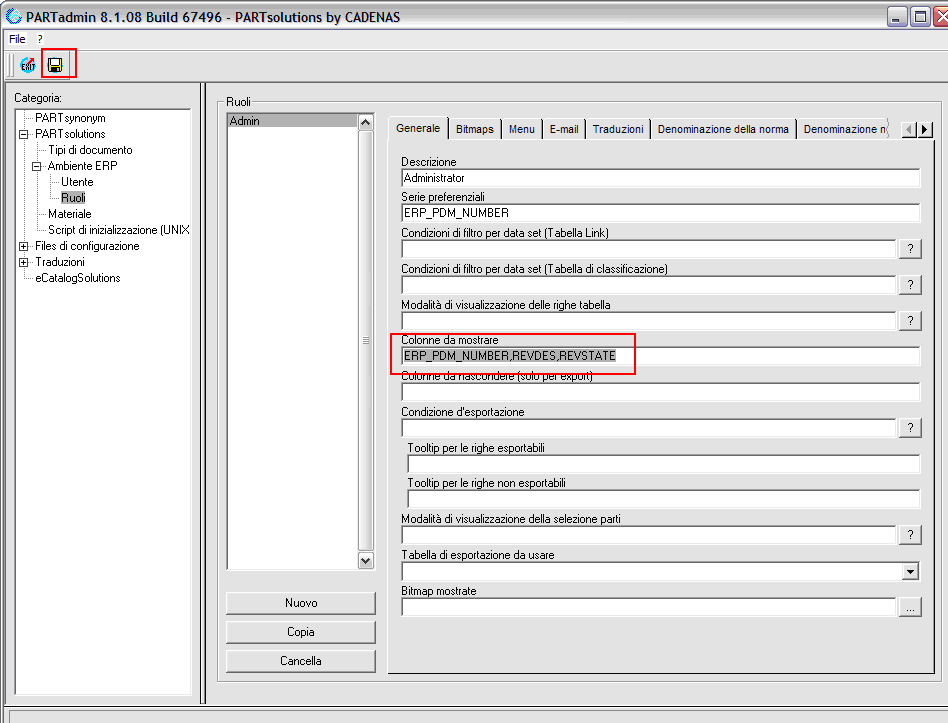 PARTadmin 8.1.08 Build 67496 - PARTsolutions by CADENAS
File ?
EXIT
Categoria:
PARTsynonym
PARTsolutions
Tipi di documento
Ambiente ERP
Utente
Ruoli
Materiale
Script di inizializzazione (UNIX
Files di configurazione
Traduzioni
eCatalogSolutions
Ruoli
Admin
Nuovo
Copia
Cancella
Generale Bitmaps Menu E-mail Traduzioni Denominazione della norma Denominazione n
Descrizione
Administrator
Serie preferenziali
ERP_PDM_NUMBER
Condizioni di filtro per data set (Tabella Link)
?
Condizioni di filtro per data set (Tabella di classificazione)
?
Modalità di visualizzazione delle righe tabella
?
Colonne da mostrare
ERP_PDM_NUMBER,REVDES,REVSTATE
Colonne da nascondere (solo per export)
Condizione d'esportazione
?
Tooltip per le righe esportabili
Tooltip per le righe non esportabili
Modalità di visualizzazione della selezione parti
?
Tabella di esportazione da usare
Bitmap mostrate
...